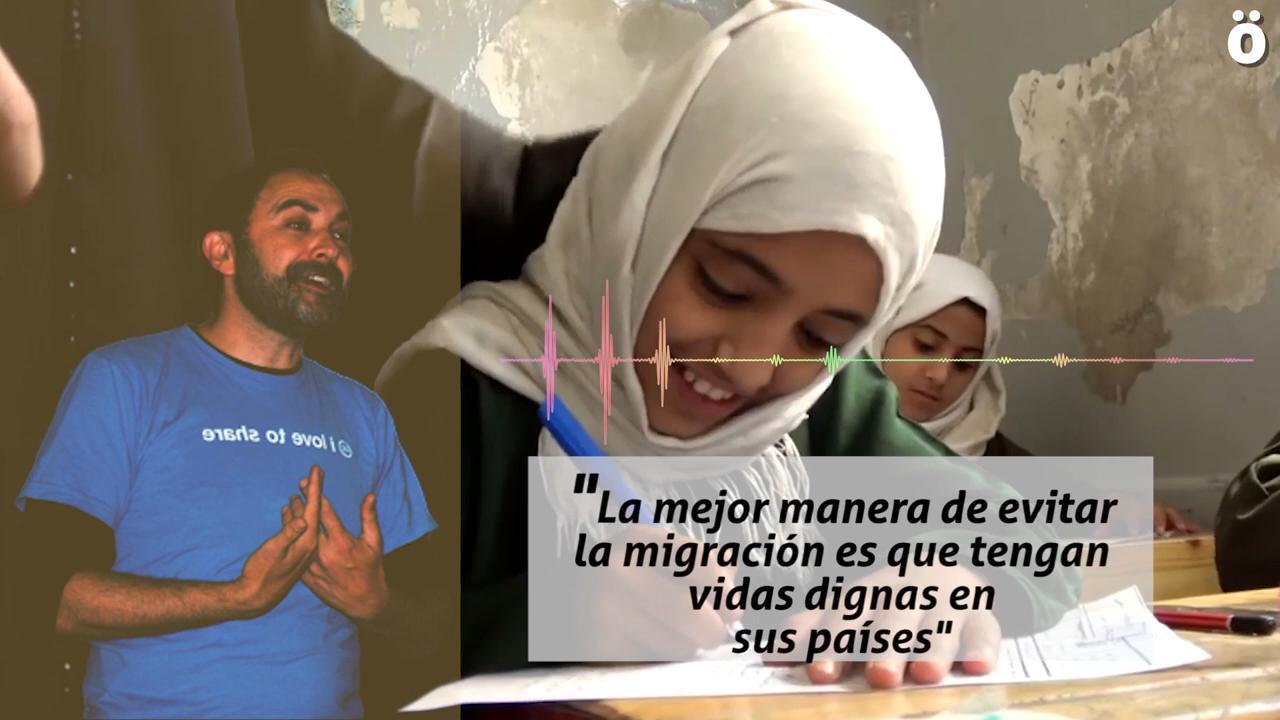 ö
i love to share
"La mejor manera de evitar
la migración es que tengan
vidas dignas en
sus países"